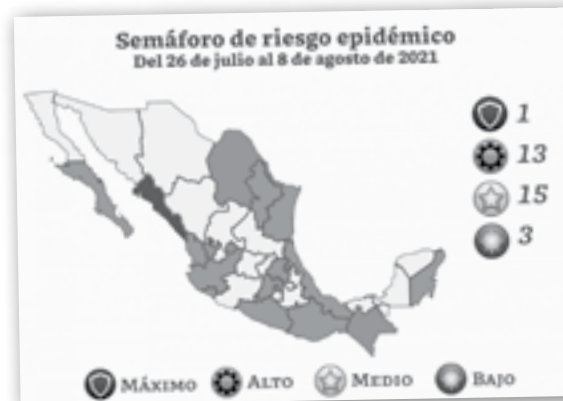 Semáforo de riesgo epidémico
Del 26 de julio al 8 de agosto de 2021
1
13
15
3
MÁXIMO ALTO MEDIO BAJO